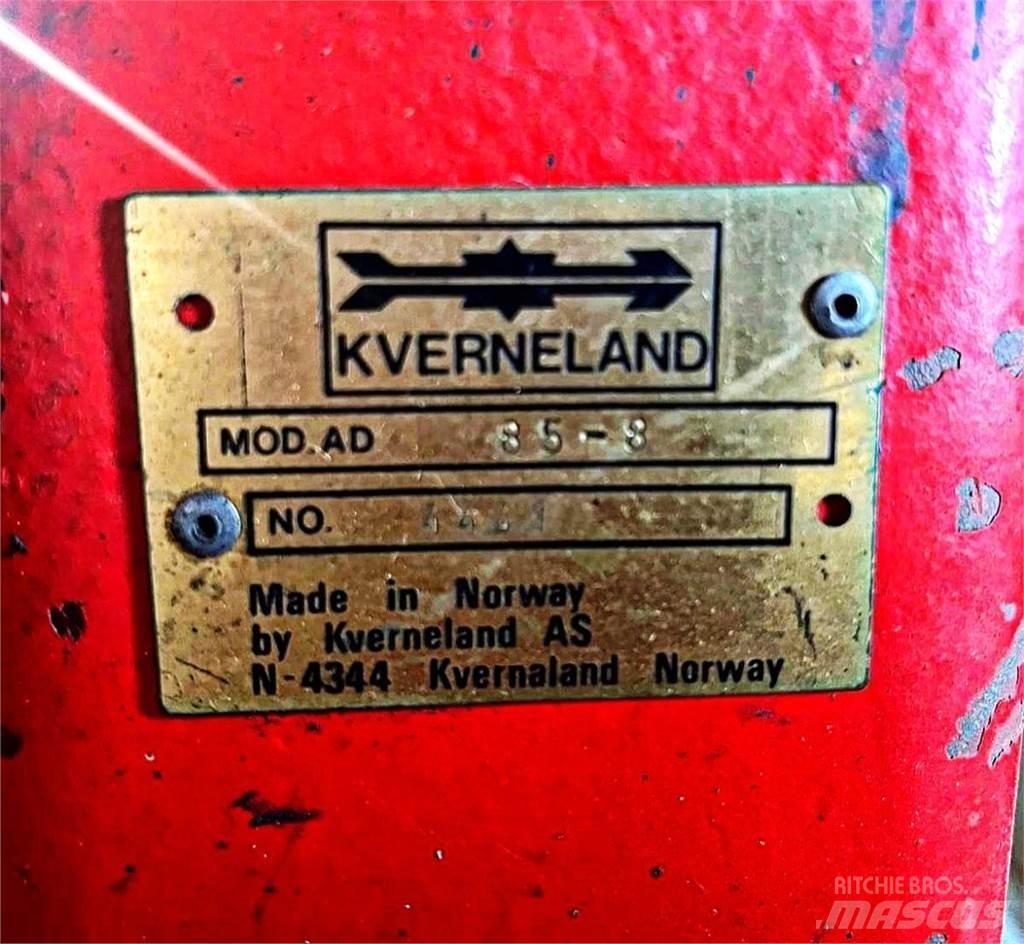 KVERNELAND
MOD. AD 85-8
NO.
Made in Norway
by Kverneland AS
N-4344 Kvernaland Norway
RITCHIE BROS.
MASCUS